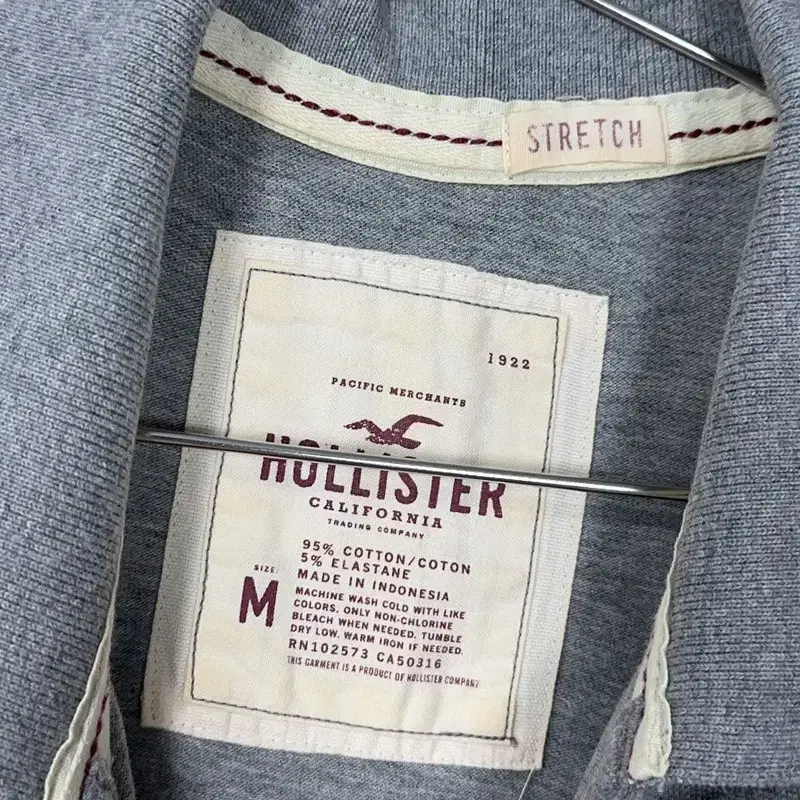 STRETCH
1922
PACIFIC MERCHANTS
HOLLISTER
CALIFORNIA
TRADING COMPANY
95% COTTON/COTON
5% ELASTANE
MADE IN INDONESIA
SIZE:
M
MACHINE WASH COLD WITH LIKE
COLORS. ONLY NON-CHLORINE
BLEACH WHEN NEEDED. TUMBLE
DRY LOW. WARM IRON IF NEEDED.
RN102573 CA50316
THIS GARMENT IS A PRODUCT OF HOLLISTER COMPANY